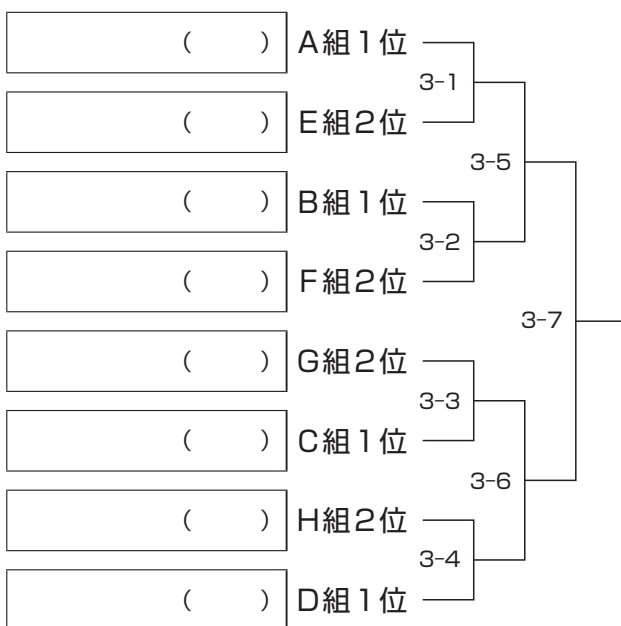 ( ) A組1位
3-1
( ) E組2位
3-5
( ) B組1位
3-2
( ) F組2位
3-7
( ) G組2位
3-3
( ) C組1位
3-6
( ) H組2位
3-4
( ) D組1位